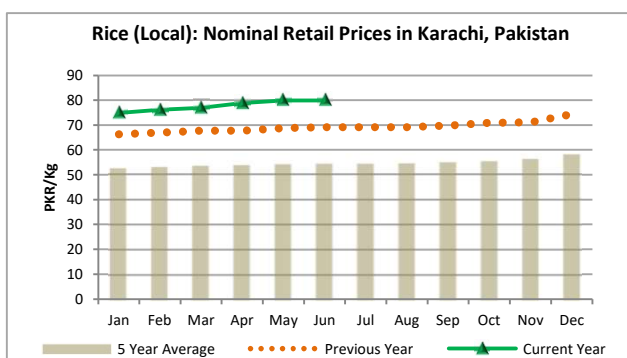 Rice (Local): Nominal Retail Prices in Karachi, Pakistan
90
80
70
60
50
40
30
20
10
0
PKR/Kg
Jan Feb Mar Apr May Jun Jul Aug Sep Oct Nov Dec
5 Year Average Previous Year Current Year